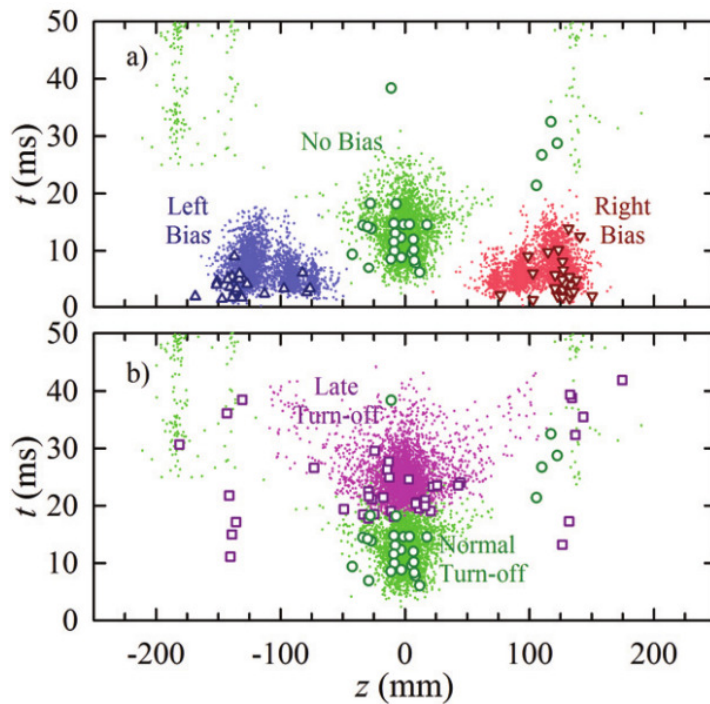 50
a)
40
No Bias
30
t (ms)
Left
Bias
Right
Bias
20
10
0
50
b)
Late
Turn-off
40
30
t (ms)
20
Normal
Turn-off
10
0
-200 -100 0 100 200
z (mm)